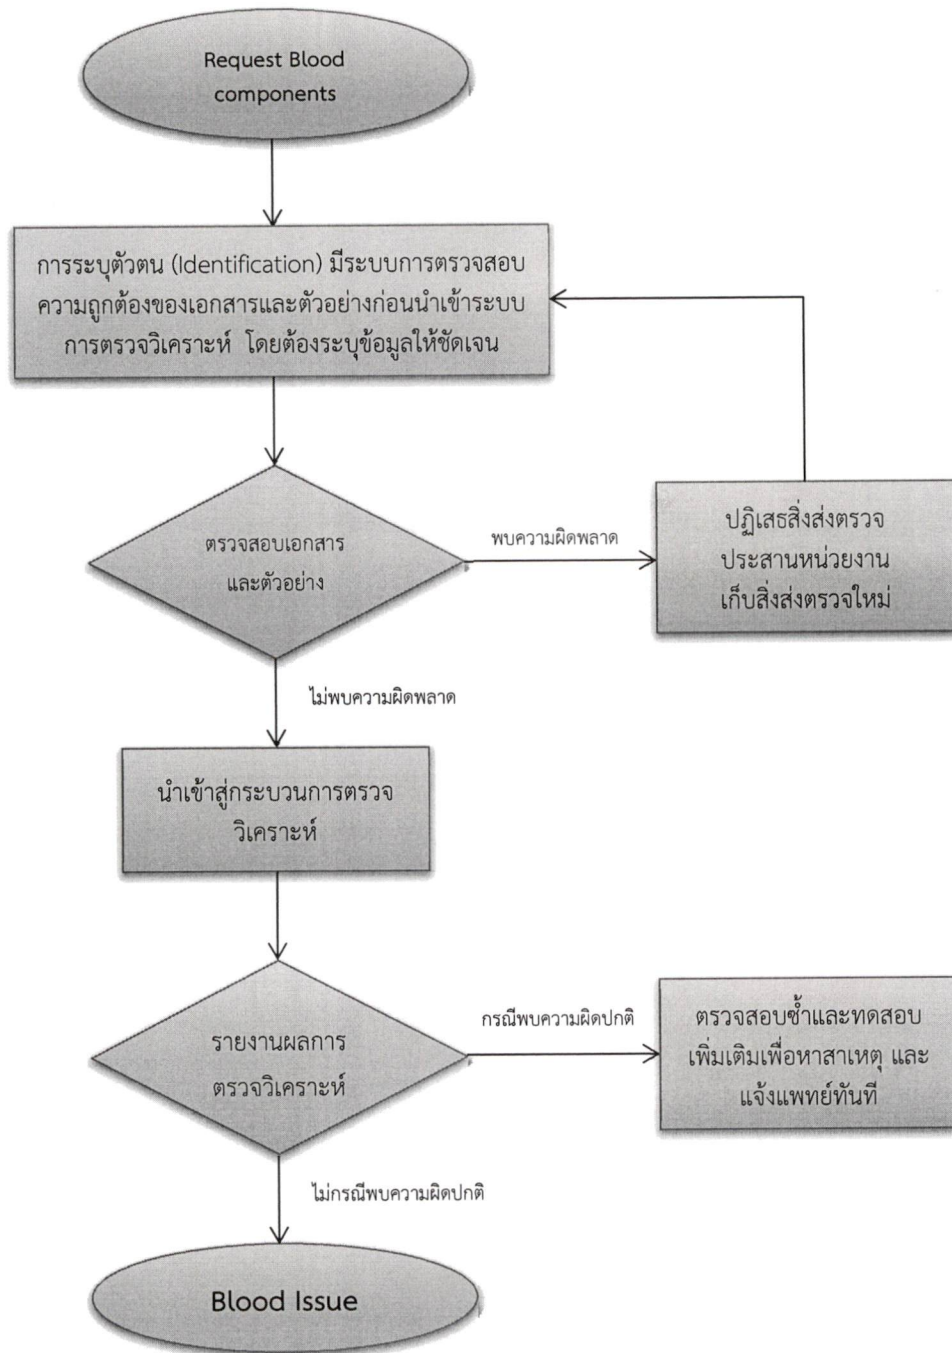 Request Blood
components
การระบุตัวตน (Identification) มีระบบการตรวจสอบ
ความถูกต้องของเอกสารและตัวอย่างก่อนนำเข้าระบบ
การตรวจวิเคราะห์ โดยต้องระบุข้อมูลให้ชัดเจน
ตรวจสอบเอกสาร
และตัวอย่าง
พบความผิดพลาด
ปฏิเสธสิ่งส่งตรวจ
ประสานหน่วยงาน
เก็บสิ่งส่งตรวจใหม่
ไม่พบความผิดพลาด
นำเข้าสู่กระบวนการตรวจ
วิเคราะห์
รายงานผลการ
ตรวจวิเคราะห์
กรณีพบความผิดปกติ
ตรวจสอบซ้ำและทดสอบ
เพิ่มเติมเพื่อหาสาเหตุ และ
แจ้งแพทย์ทันที
ไม่กรณีพบความผิดปกติ
Blood Issue